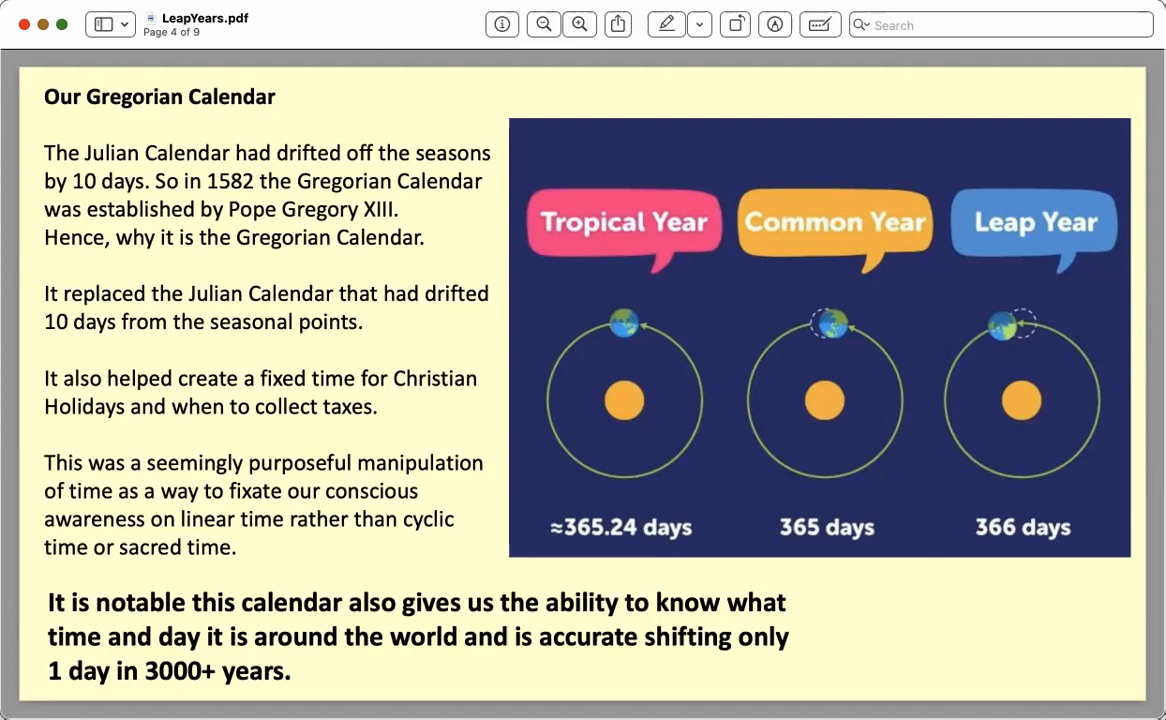 LeapYears.pdf
Page 4 of 9
Search
Our Gregorian Calendar
The Julian Calendar had drifted off the seasons
by 10 days. So in 1582 the Gregorian Calendar
was established by Pope Gregory XIII.
Hence, why it is the Gregorian Calendar.
It replaced the Julian Calendar that had drifted
10 days from the seasonal points.
It also helped create a fixed time for Christian
Holidays and when to collect taxes.
This was a seemingly purposeful manipulation
of time as a way to fixate our conscious
awareness on linear time rather than cyclic
time or sacred time.
Tropical Year
Common Year
Leap Year
≈365.24 days
365 days
366 days
It is notable this calendar also gives us the ability to know what
time and day it is around the world and is accurate shifting only
1 day in 3000+ years.